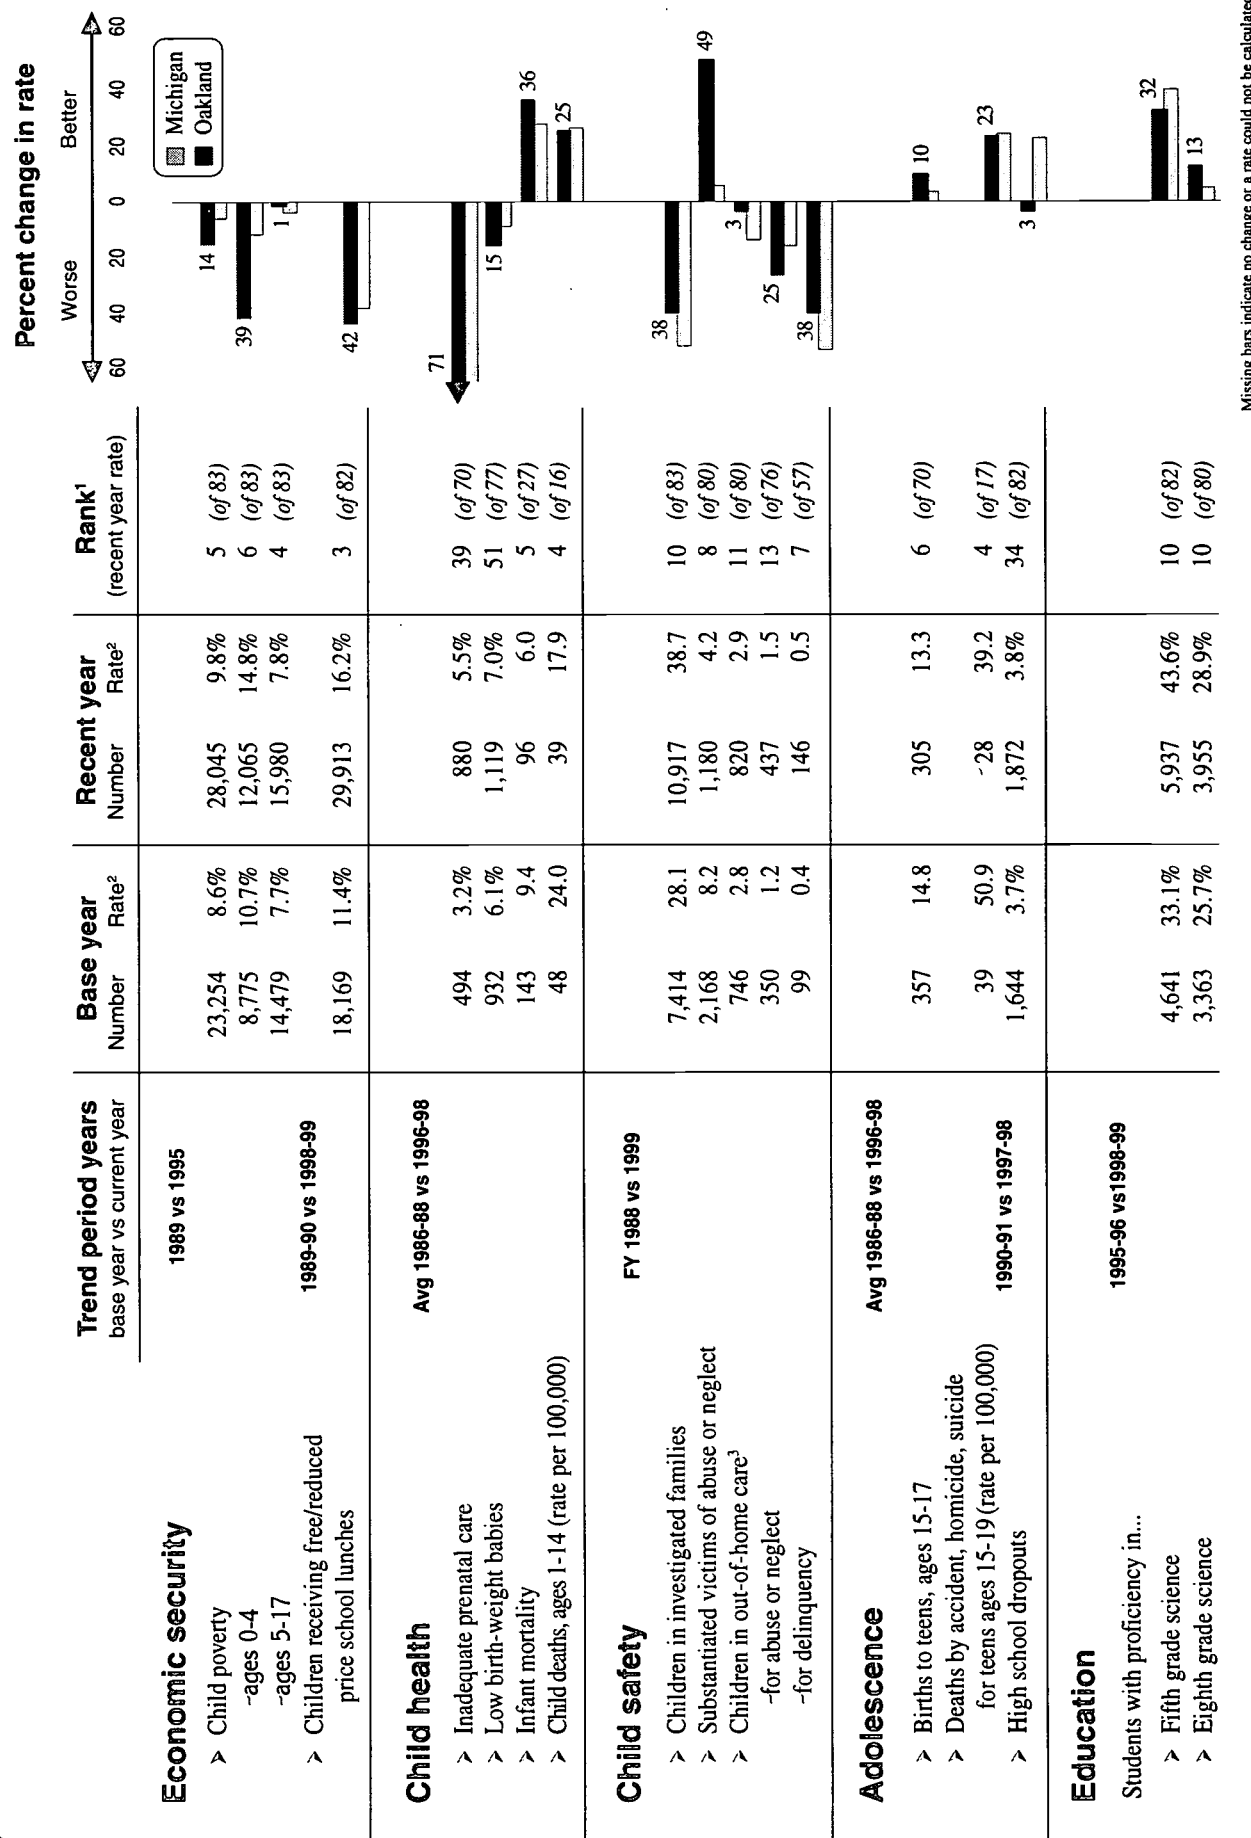 Percent change in rate
Trend period years Base year Recent year Rank¹ Worse Better
base year vs current year Number Rate² Number Rate² (recent year rate) 60 40 20 0 20 40 60
Michigan
Oakland
Economic security 1989 vs 1995
➢ Child poverty 23,254 8.6% 28,045 9.8% 5 (of 83) 14
-ages 0-4 8,775 10.7% 12,065 14.8% 6 (of 83) 39
-ages 5-17 14,479 7.7% 15,980 7.8% 4 (of 83) 1
➢ Children receiving free/reduced 1989-90 vs 1998-99
price school lunches 18,169 11.4% 29,913 16.2% 3 (of 82) 42
Child health Avg 1986-88 vs 1996-98
➢ Inadequate prenatal care 494 3.2% 880 5.5% 39 (of 70) 71
➢ Low birth-weight babies 932 6.1% 1,119 7.0% 51 (of 77) 15
➢ Infant mortality 143 9.4 96 6.0 5 (of 27) 36
➢ Child deaths, ages 1-14 (rate per 100,000) 48 24.0 39 17.9 4 (of 16) 25
Child safety FY 1988 vs 1999
➢ Children in investigated families 7,414 28.1 10,917 38.7 10 (of 83) 38
➢ Substantiated victims of abuse or neglect 2,168 8.2 1,180 4.2 8 (of 80) 49
➢ Children in out-of-home care³ 746 2.8 820 2.9 11 (of 80) 3
-for abuse or neglect 350 1.2 437 1.5 13 (of 76) 25
-for delinquency 99 0.4 146 0.5 7 (of 57) 38
Adolescence Avg 1986-88 vs 1996-98
➢ Births to teens, ages 15-17 357 14.8 305 13.3 6 (of 70) 10
➢ Deaths by accident, homicide, suicide
for teens ages 15-19 (rate per 100,000) 39 50.9 28 39.2 4 (of 17) 23
➢ High school dropouts 1990-91 vs 1997-98 1,644 3.7% 1,872 3.8% 34 (of 82) 3
Education 1995-96 vs1998-99
Students with proficiency in...
➢ Fifth grade science 4,641 33.1% 5,937 43.6% 10 (of 82) 32
➢ Eighth grade science 3,363 25.7% 3,955 28.9% 10 (of 80) 13
Missing bars indicate no change or a rate could not be calculated